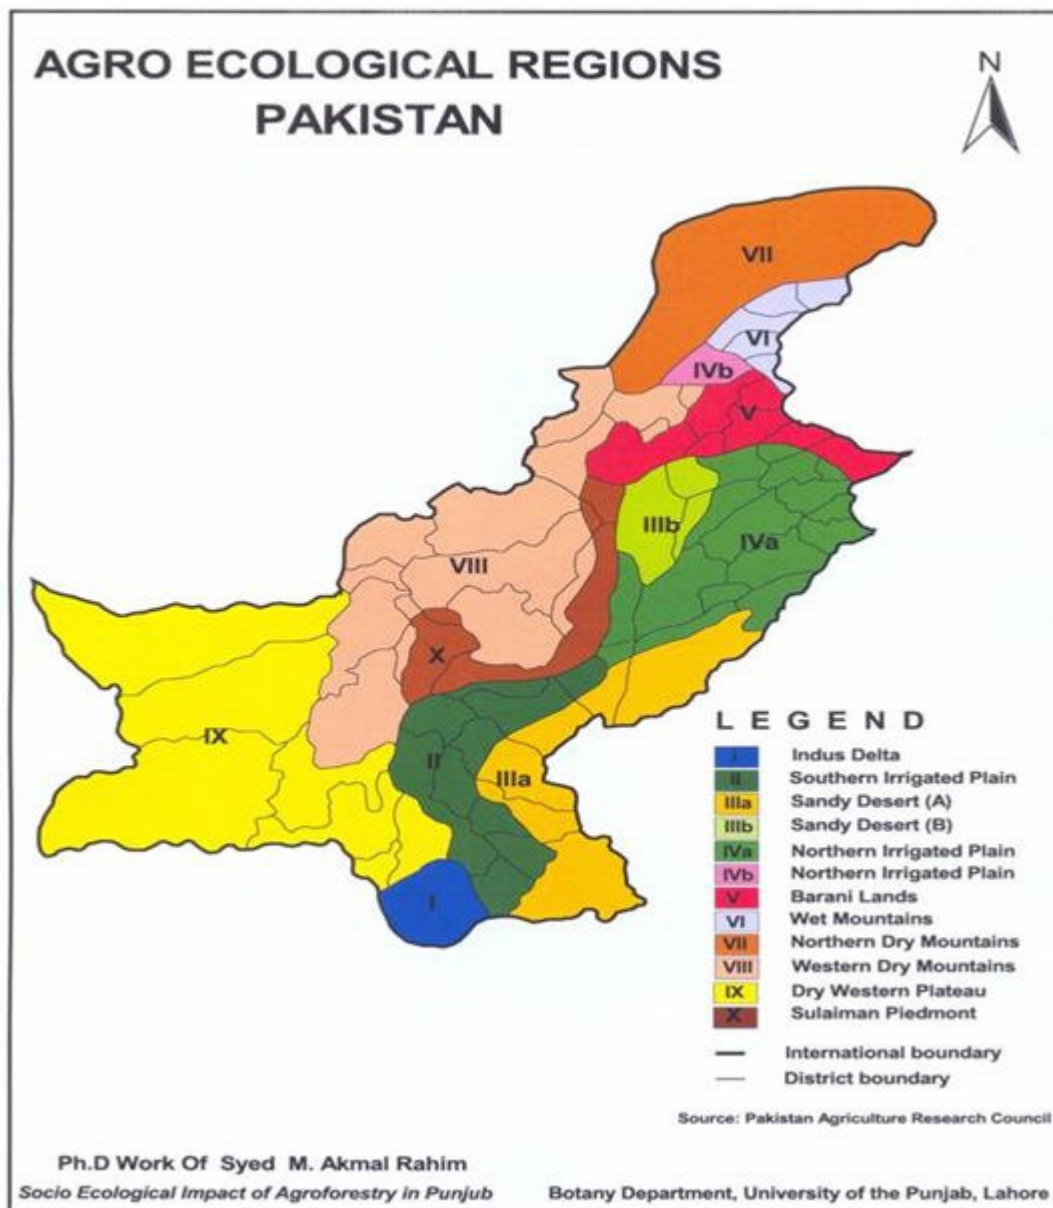 AGRO ECOLOGICAL REGIONS
PAKISTAN
N
VII
VI
IVb
V
IIIb
IVa
VIII
X
IX
II
IIIa
I
L E G E N D
I Indus Delta
II Southern Irrigated Plain
IIIa Sandy Desert (A)
IIIb Sandy Desert (B)
IVa Northern Irrigated Plain
IVb Northern Irrigated Plain
V Barani Lands
VI Wet Mountains
VII Northern Dry Mountains
VIII Western Dry Mountains
IX Dry Western Plateau
X Sulaiman Piedmont
International boundary
District boundary
Source: Pakistan Agriculture Research Council
Ph.D Work Of Syed M. Akmal Rahim
Socio Ecological Impact of Agroforestry in Punjub
Botany Department, University of the Punjab, Lahore